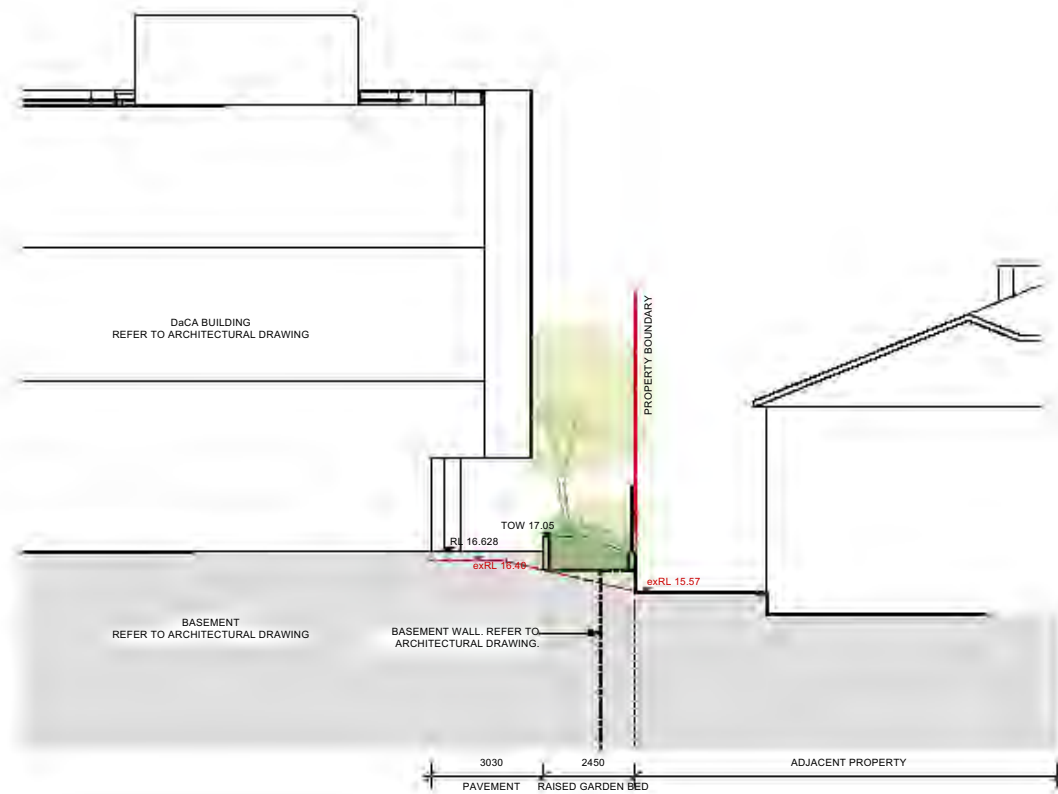 PROPERTY BOUNDARY
DaCA BUILDING
REFER TO ARCHITECTURAL DRAWING
TOW 17.05
RL 16.628
exRL 16.40
exRL 15.57
BASEMENT
REFER TO ARCHITECTURAL DRAWING
BASEMENT WALL. REFER TO
ARCHITECTURAL DRAWING.
3030
2450
ADJACENT PROPERTY
PAVEMENT
RAISED GARDEN BED